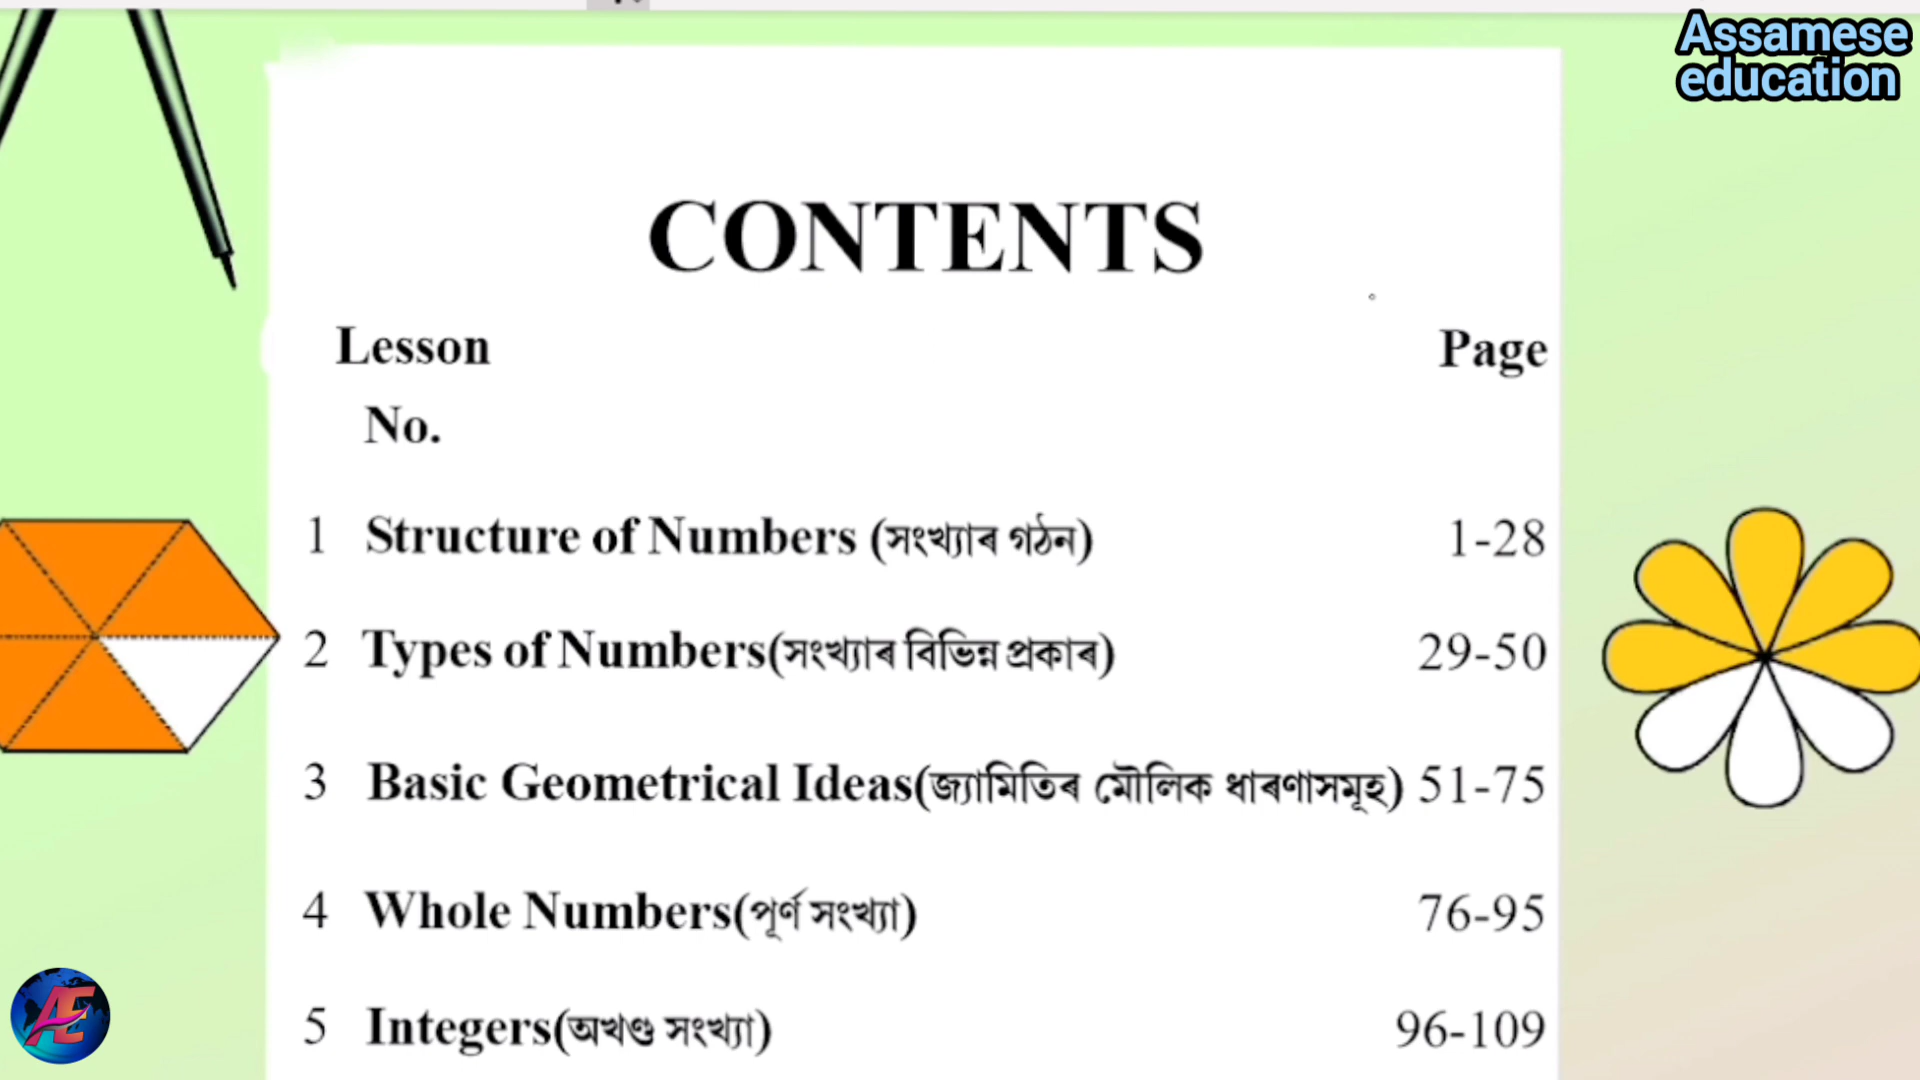 Assamese
education
CONTENTS
Lesson Page
No.
1 Structure of Numbers (সংখ্যাৰ গঠন) 1-28
2 Types of Numbers(সংখ্যাৰ বিভিন্ন প্ৰকাৰ) 29-50
3 Basic Geometrical Ideas(জ্যামিতিৰ মৌলিক ধাৰণাসমূহ) 51-75
4 Whole Numbers(পূৰ্ণ সংখ্যা) 76-95
5 Integers(অখণ্ড সংখ্যা) 96-109
AE